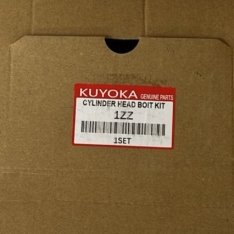 KUYOKA GENUINE PARTS
CYLINDER HEAD BOIT KIT
1ZZ
1SET